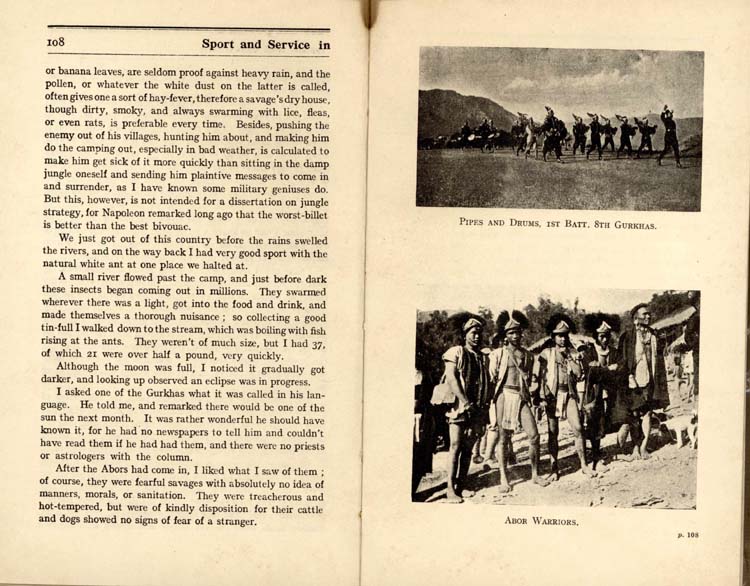 108 Sport and Service in
or banana leaves, are seldom proof against heavy rain, and the
pollen, or whatever the white dust on the latter is called,
often gives one a sort of hay-fever, therefore a savage's dry house,
though dirty, smoky, and always swarming with lice, fleas,
or even rats, is preferable every time. Besides, pushing the
enemy out of his villages, hunting him about, and making him
do the camping out, especially in bad weather, is calculated to
make him get sick of it more quickly than sitting in the damp
jungle oneself and sending him plaintive messages to come in
and surrender, as I have known some military geniuses do.
But this, however, is not intended for a dissertation on jungle
strategy, for Napoleon remarked long ago that the worst-billet
is better than the best bivouac.
We just got out of this country before the rains swelled
the rivers, and on the way back I had very good sport with the
natural white ant at one place we halted at.
A small river flowed past the camp, and just before dark
these insects began coming out in millions. They swarmed
wherever there was a light, got into the food and drink, and
made themselves a thorough nuisance; so collecting a good
tin-full I walked down to the stream, which was boiling with fish
rising at the ants. They weren't of much size, but I had 37,
of which 21 were over half a pound, very quickly.
Although the moon was full, I noticed it gradually got
darker, and looking up observed an eclipse was in progress.
I asked one of the Gurkhas what it was called in his lan-
guage. He told me, and remarked there would be one of the
sun the next month. It was rather wonderful he should have
known it, for he had no newspapers to tell him and couldn't
have read them if he had had them, and there were no priests
or astrologers with the column.
After the Abors had come in, I liked what I saw of them;
of course, they were fearful savages with absolutely no idea of
manners, morals, or sanitation. They were treacherous and
hot-tempered, but were of kindly disposition for their cattle
and dogs showed no signs of fear of a stranger.
Pipes and Drums, 1st Batt. 8th Gurkhas.
Abor Warriors.
p. 108